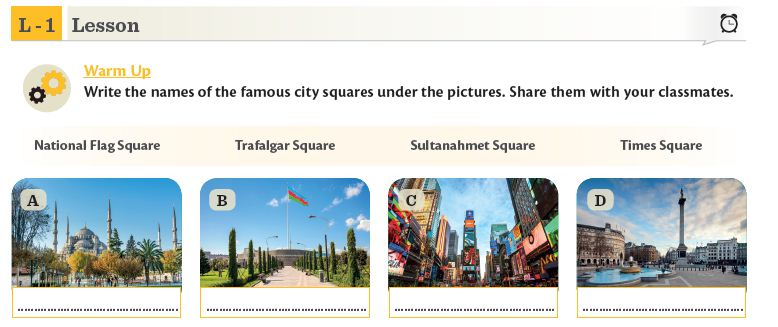 L - 1 Lesson
Warm Up
Write the names of the famous city squares under the pictures. Share them with your classmates.
National Flag Square Trafalgar Square Sultanahmet Square Times Square
A B C D